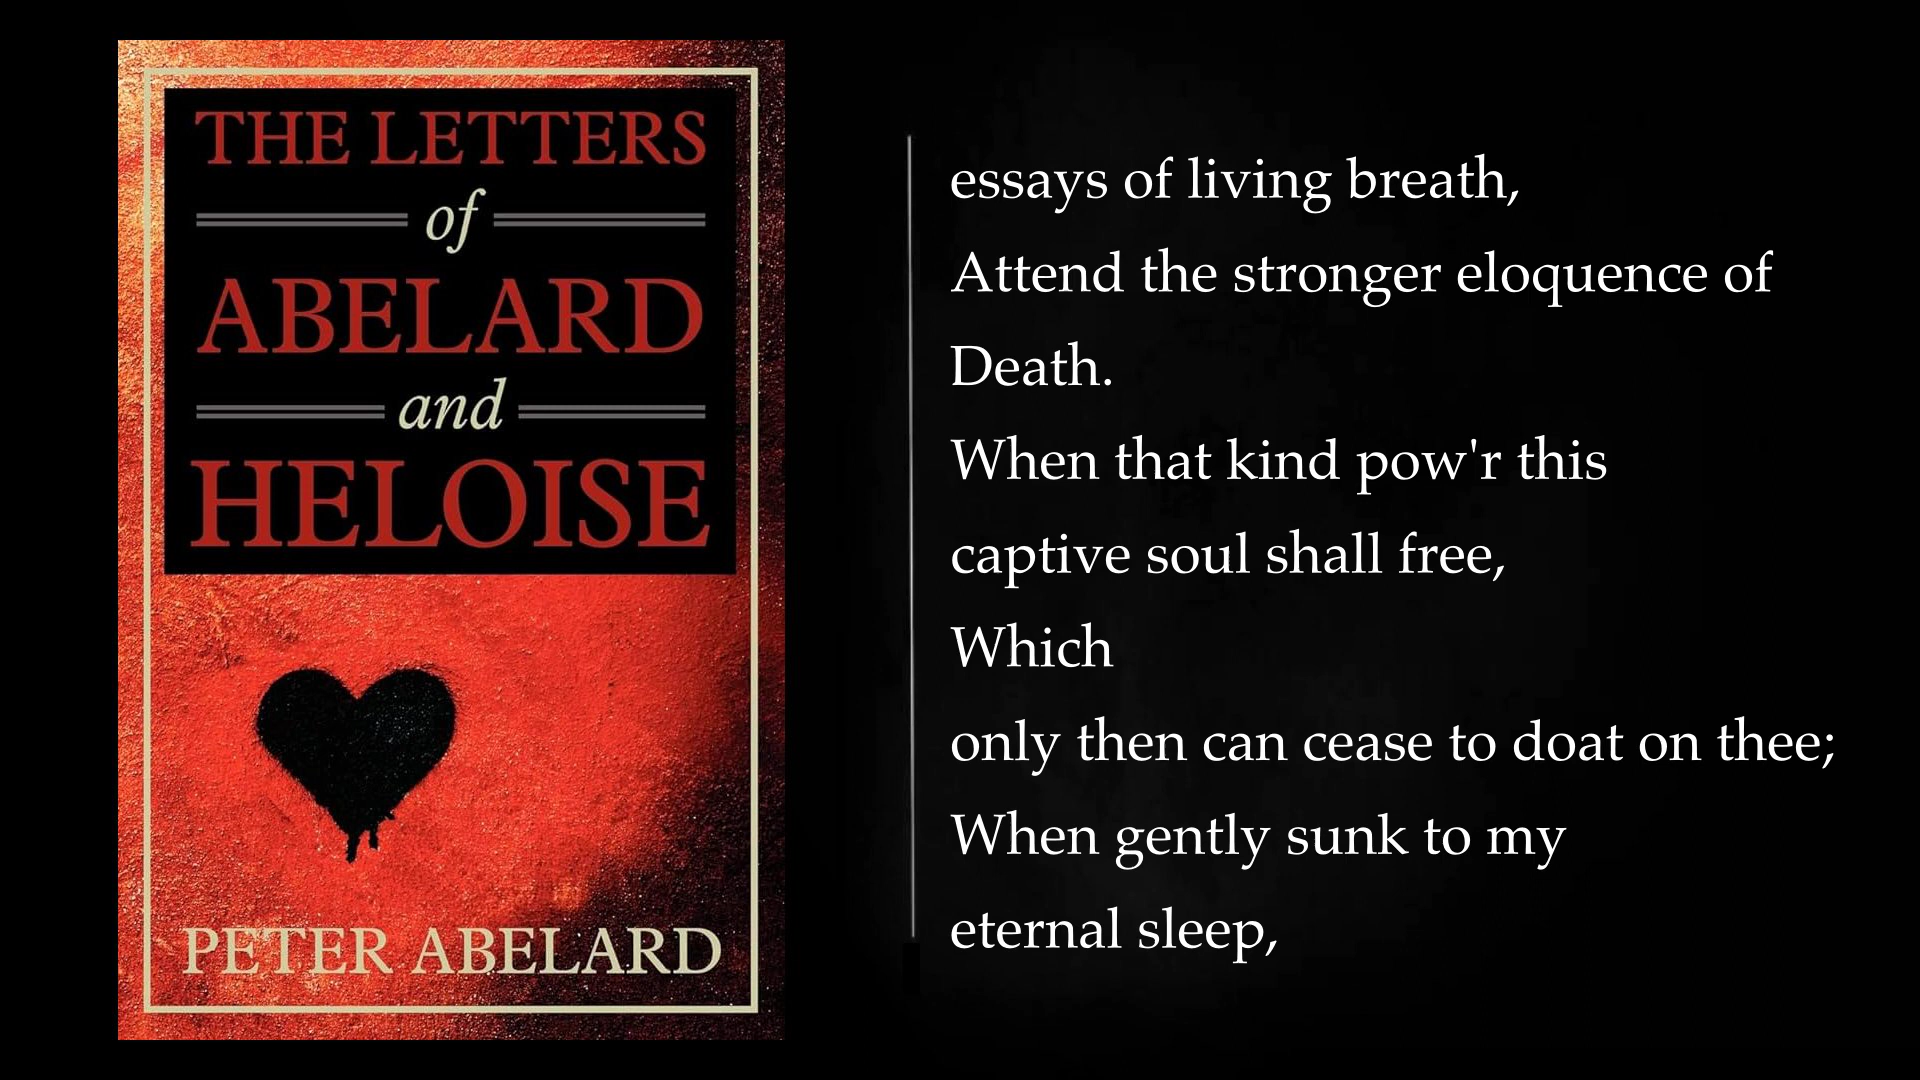 THE LETTERS
of
ABELARD
and
HELOISE
PETER ABELARD
essays of living breath,
Attend the stronger eloquence of
Death.
When that kind pow'r this
captive soul shall free,
Which
only then can cease to doat on thee;
When gently sunk to my
eternal sleep,